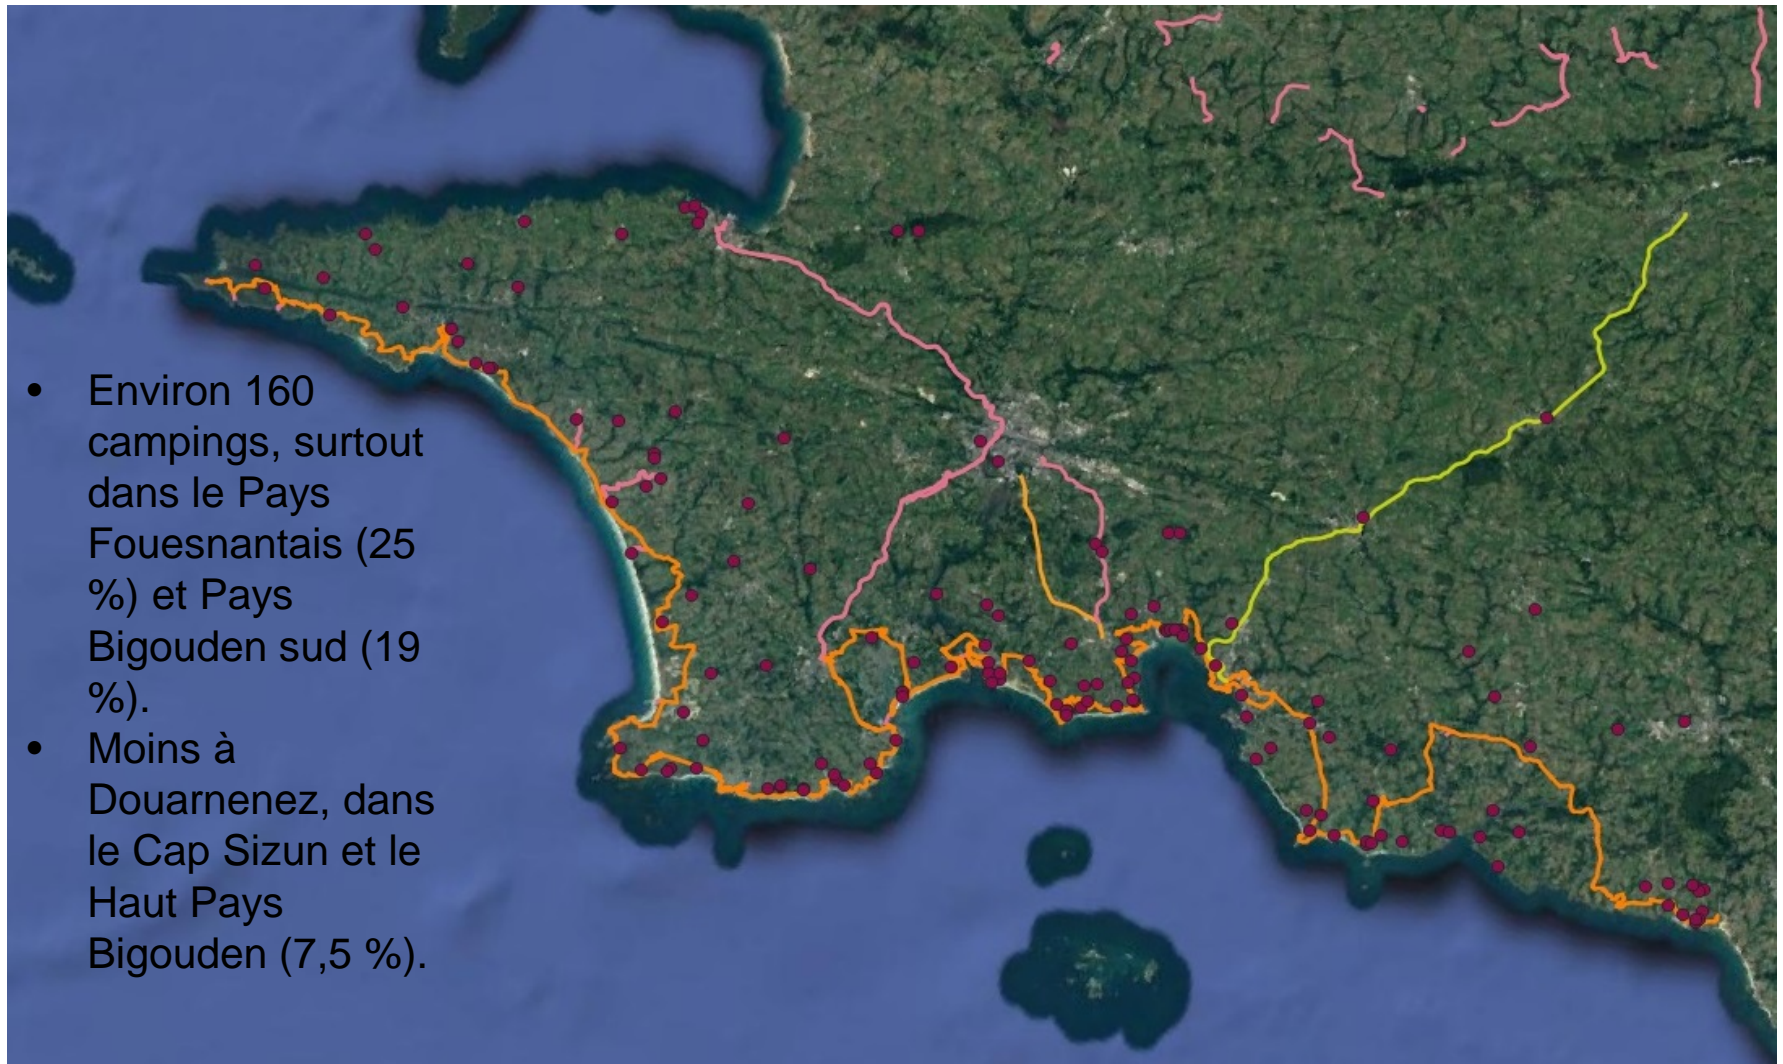 • Environ 160
campings, surtout
dans le Pays
Fouesnantais (25
%) et Pays
Bigouden sud (19
%).
• Moins à
Douarnenez, dans
le Cap Sizun et le
Haut Pays
Bigouden (7,5 %).